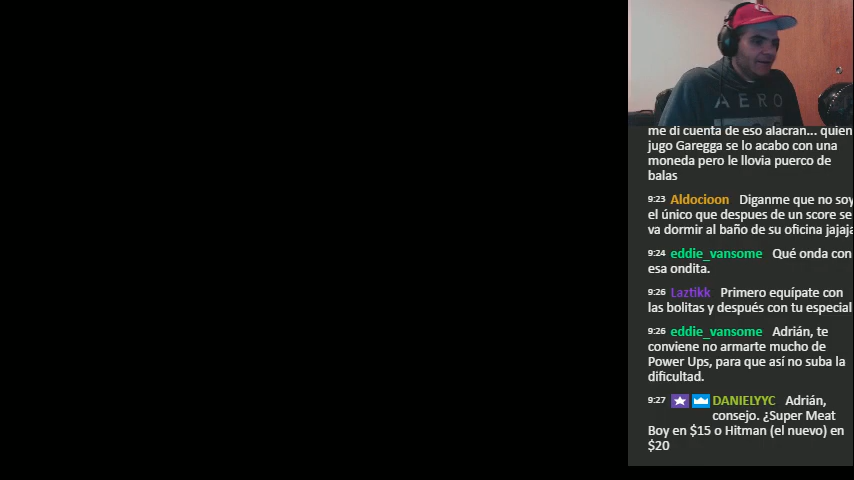 AERO
me di cuenta de eso alacran... quien
jugo Garegga se lo acabo con una
moneda pero le llovia puerco de
balas
9:23 Aldocioon Diganme que no soy
el único que despues de un score se
va dormir al baño de su oficina jajaja
9:24 eddie_vansome Qué onda con
esa ondita.
9:26 Laztikk Primero equípate con
las bolitas y después con tu especial
9:26 eddie_vansome Adrián, te
conviene no armarte mucho de
Power Ups, para que así no suba la
dificultad.
9:27 DANIELYYC Adrián,
consejo. ¿Super Meat
Boy en $15 o Hitman (el nuevo) en
$20